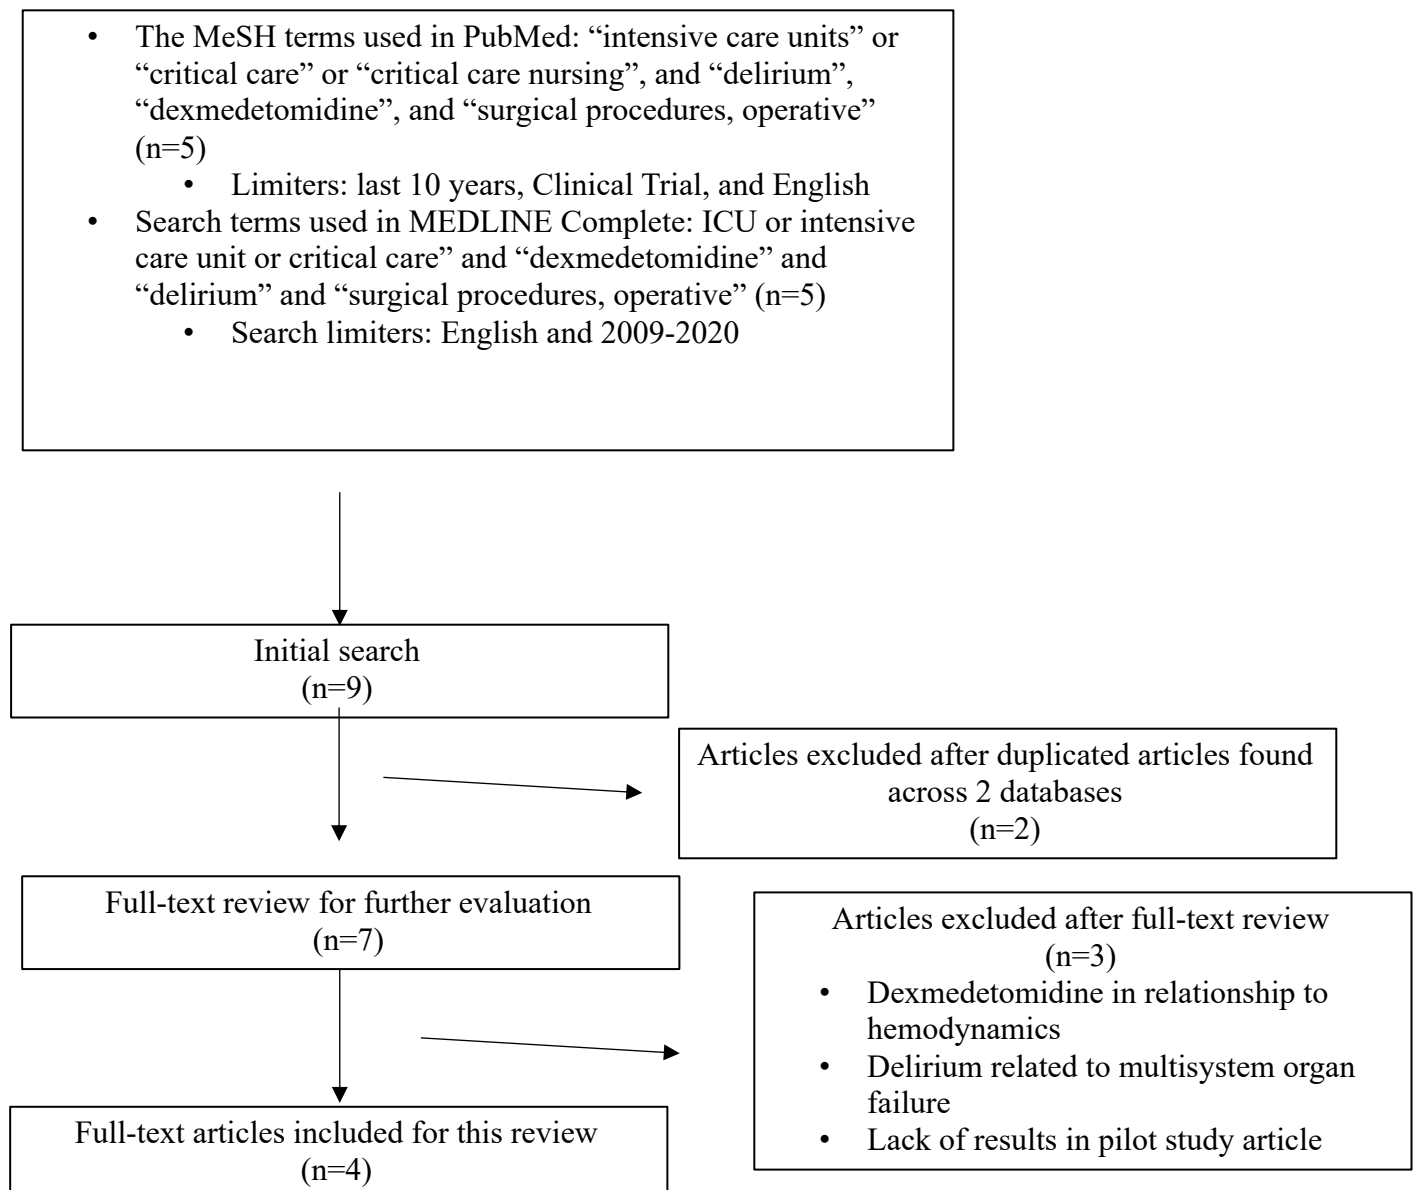 • The MeSH terms used in PubMed: “intensive care units” or
“critical care” or “critical care nursing”, and “delirium”,
“dexmedetomidine”, and “surgical procedures, operative”
(n=5)
• Limiters: last 10 years, Clinical Trial, and English
• Search terms used in MEDLINE Complete: ICU or intensive
care unit or critical care” and “dexmedetomidine” and
“delirium” and “surgical procedures, operative” (n=5)
• Search limiters: English and 2009-2020
Initial search
(n=9)
Articles excluded after duplicated articles found
across 2 databases
(n=2)
Full-text review for further evaluation
(n=7)
Articles excluded after full-text review
(n=3)
• Dexmedetomidine in relationship to
hemodynamics
• Delirium related to multisystem organ
failure
• Lack of results in pilot study article
Full-text articles included for this review
(n=4)